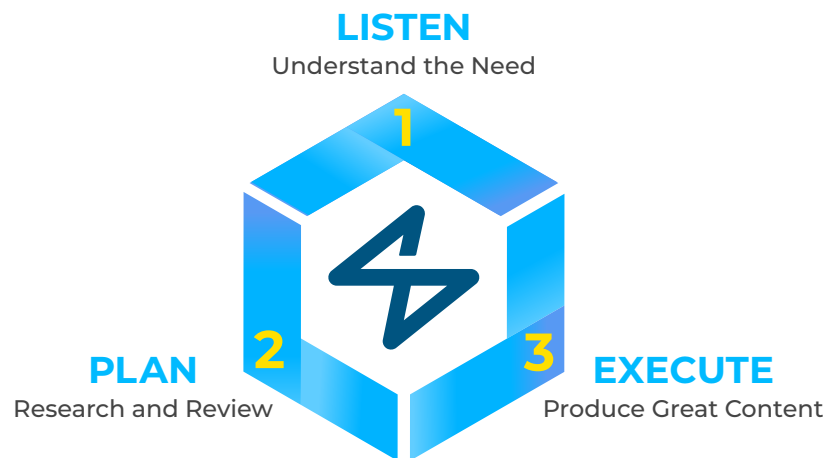 LISTEN
Understand the Need
1
2
3
PLAN
Research and Review
EXECUTE
Produce Great Content